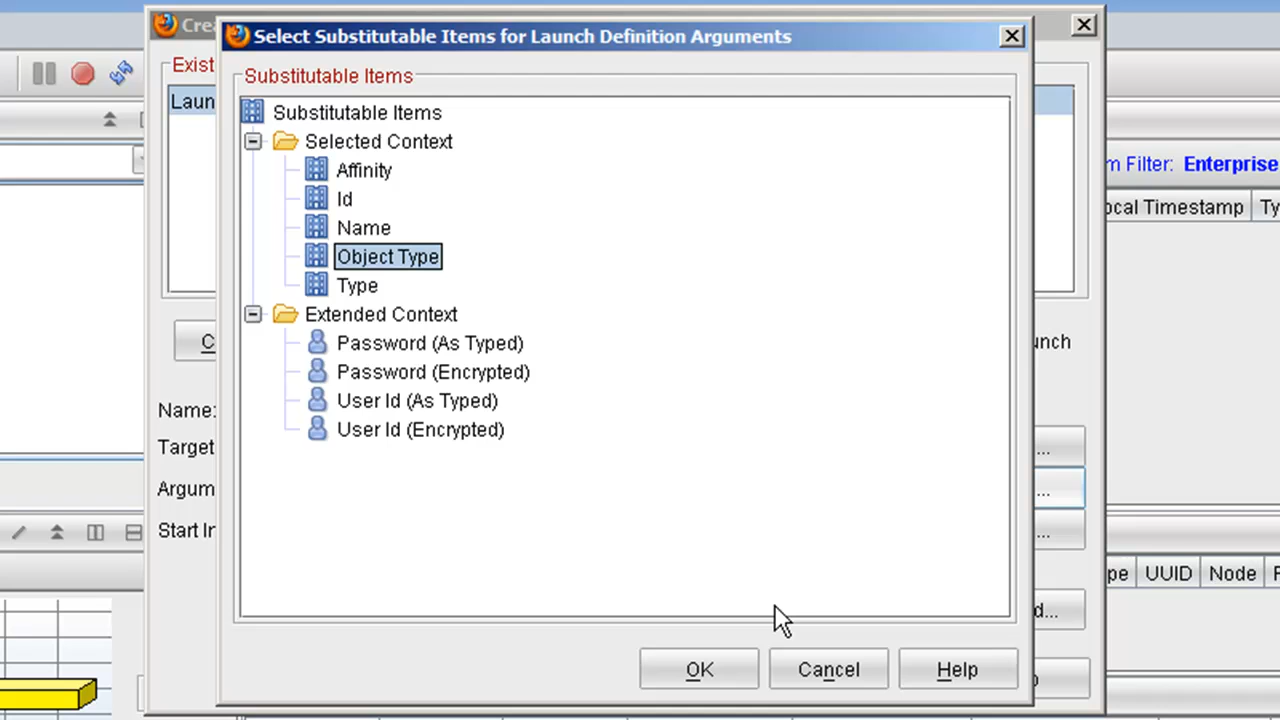 Crea
Select Substitutable Items for Launch Definition Arguments
Exist
Substitutable Items
Laun
Substitutable Items
Selected Context
Affinity
Id
Name
Object Type
Type
Extended Context
Password (As Typed)
Password (Encrypted)
User Id (As Typed)
User Id (Encrypted)
m Filter: Enterprise
ocal Timestamp
Ty
C
unch
Name:
Target
...
Argum
...
Start In
...
pe UUID Node
d...
OK Cancel Help